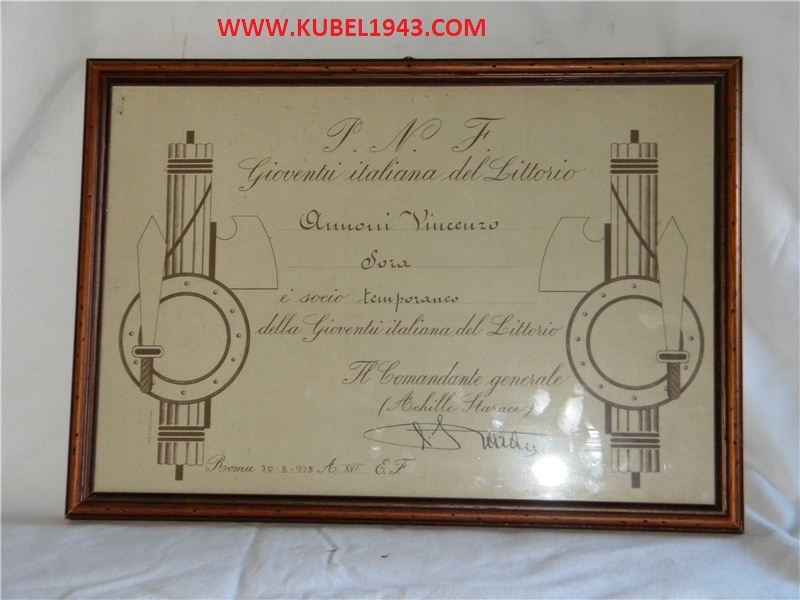 WWW.KUBEL1943.COM
P. N. F.
Gioventù italiana del Littorio
Annoni Vincenzo
Sora
è socio temporaneo
della Gioventù italiana del Littorio
Il Comandante generale
(Achille Starace)
Roma 30-8-938 A. XVI E.F.